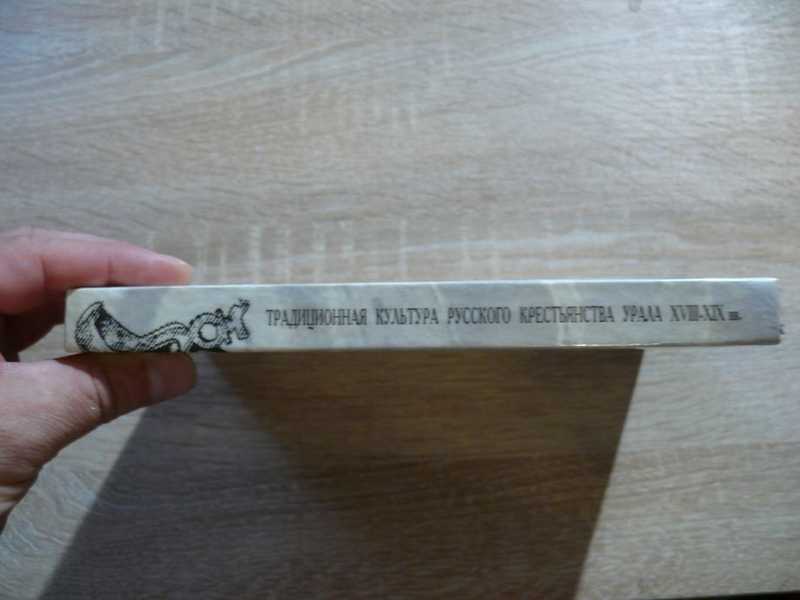 ТРАДИЦИОННАЯ КУЛЬТУРА РУССКОГО КРЕСТЬЯНСТВА УРАЛА XVIII-XIX вв.